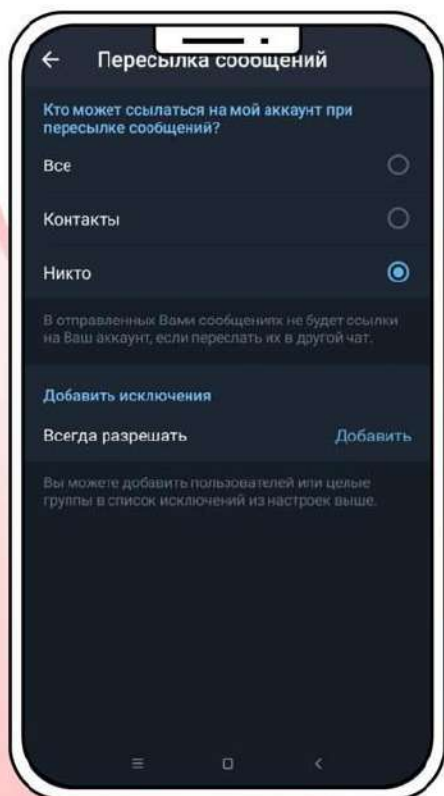 Пересылка сообщений
Кто может ссылаться на мой аккаунт при
пересылке сообщений?
Все
Контакты
Никто
В отправленных Вами сообщениях не будет ссылки
на Ваш аккаунт, если переслать их в другой чат.
Добавить исключения
Всегда разрешать Добавить
Вы можете добавить пользователей или целые
группы в список исключений из настроек выше.